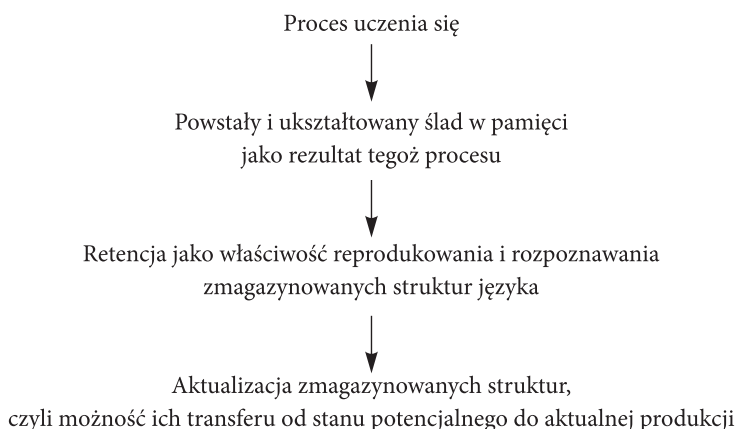 Proces uczenia się
Powstały i ukształtowany ślad w pamięci
jako rezultat tegoż procesu
Retencja jako właściwość reprodukowania i rozpoznawania
zmagazynowanych struktur języka
Aktualizacja zmagazynowanych struktur,
czyli możność ich transferu od stanu potencjalnego do aktualnej produkcji